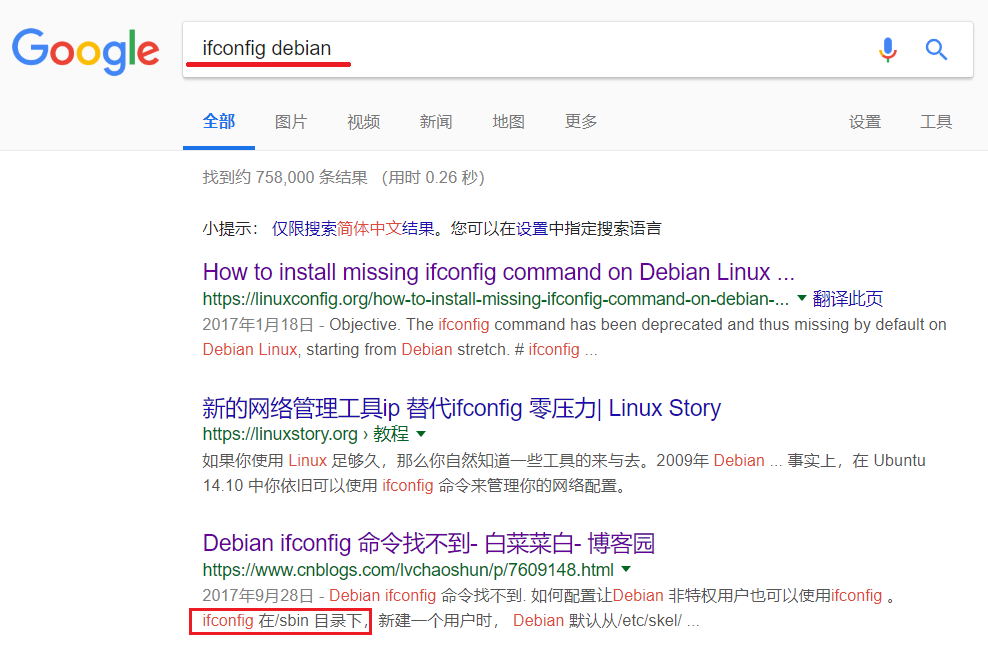 Google
ifconfig debian
全部 图片 视频 新闻 地图 更多 设置 工具
找到约 758,000 条结果 （用时 0.26 秒）
小提示： 仅限搜索简体中文结果。您可以在设置中指定搜索语言
How to install missing ifconfig command on Debian Linux ...
https://linuxconfig.org/how-to-install-missing-ifconfig-command-on-debian-... 翻译此页
2017年1月18日 - Objective. The ifconfig command has been deprecated and thus missing by default on
Debian Linux, starting from Debian stretch. # ifconfig ...
新的网络管理工具ip 替代ifconfig 零压力| Linux Story
https://linuxstory.org › 教程
如果你使用 Linux 足够久，那么你自然知道一些工具的来与去。2009年 Debian ... 事实上，在 Ubuntu
14.10 中你依旧可以使用 ifconfig 命令来管理你的网络配置。
Debian ifconfig 命令找不到- 白菜菜白- 博客园
https://www.cnblogs.com/lvchaoshun/p/7609148.html
2017年9月28日 - Debian ifconfig 命令找不到. 如何配置让Debian 非特权用户也可以使用ifconfig 。
ifconfig 在/sbin 目录下， 新建一个用户时， Debian 默认从/etc/skel/ ...